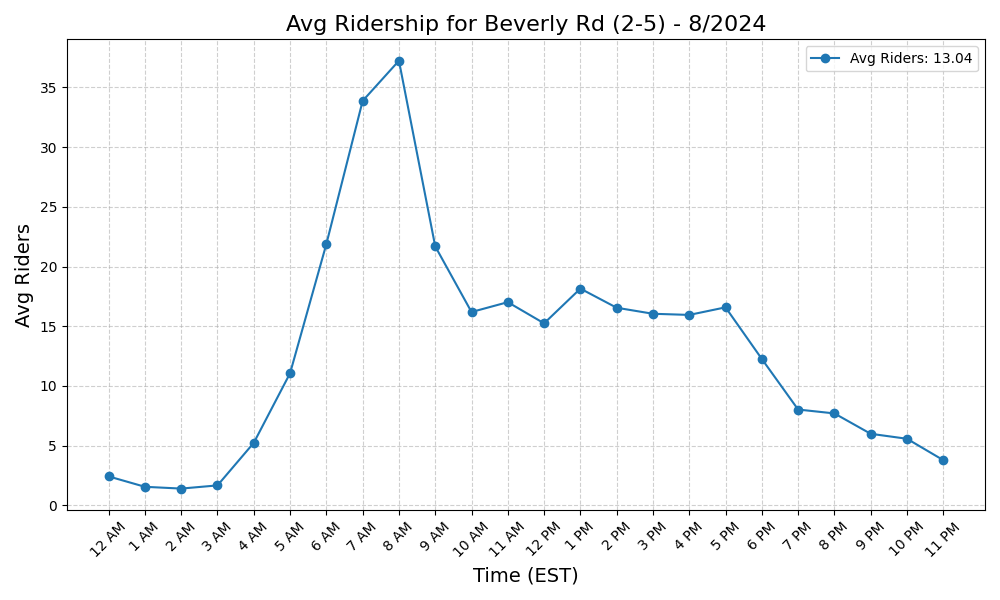 Avg Ridership for Beverly Rd (2-5) - 8/2024
Avg Riders: 13.04
Avg Riders
35
30
25
20
15
10
5
0
12 AM
1 AM
2 AM
3 AM
4 AM
5 AM
6 AM
7 AM
8 AM
9 AM
10 AM
11 AM
12 PM
1 PM
2 PM
3 PM
4 PM
5 PM
6 PM
7 PM
8 PM
9 PM
10 PM
11 PM
Time (EST)